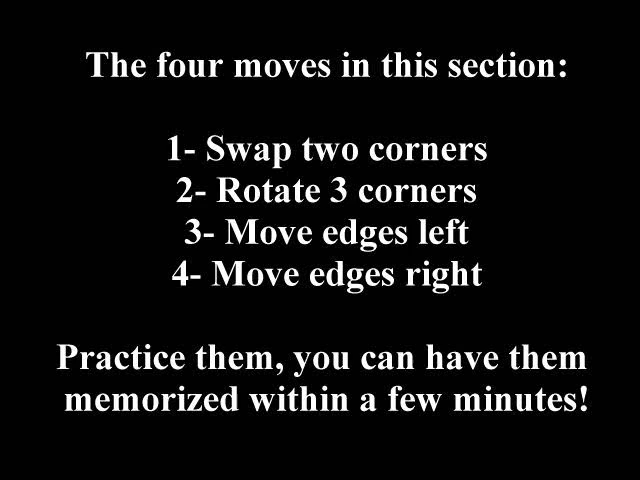 The four moves in this section:
1- Swap two corners
2- Rotate 3 corners
3- Move edges left
4- Move edges right
Practice them, you can have them
memorized within a few minutes!